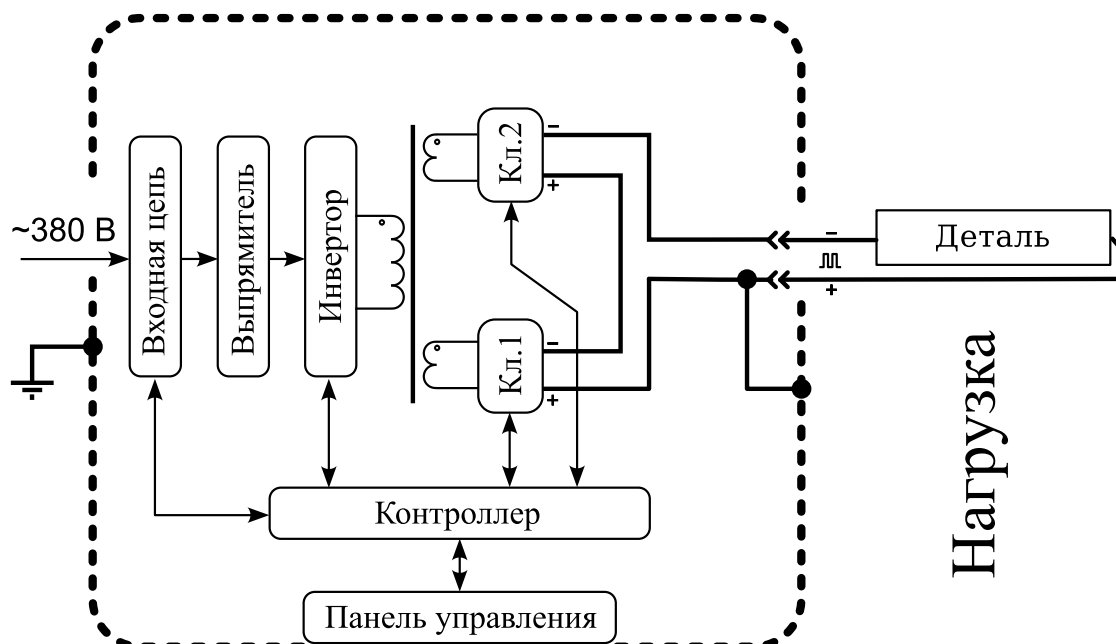 ~380 В
Входная цепь
Выпрямитель
Инвертор
Кл.2
−
+
Кл.1
−
+
−
+
Деталь
Нагрузка
Контроллер
Панель управления